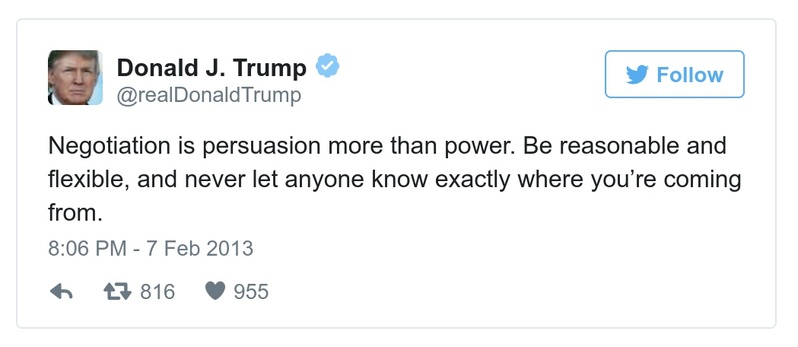 Donald J. Trump
@realDonaldTrump
Follow
Negotiation is persuasion more than power. Be reasonable and
flexible, and never let anyone know exactly where you’re coming
from.
8:06 PM - 7 Feb 2013
816 955